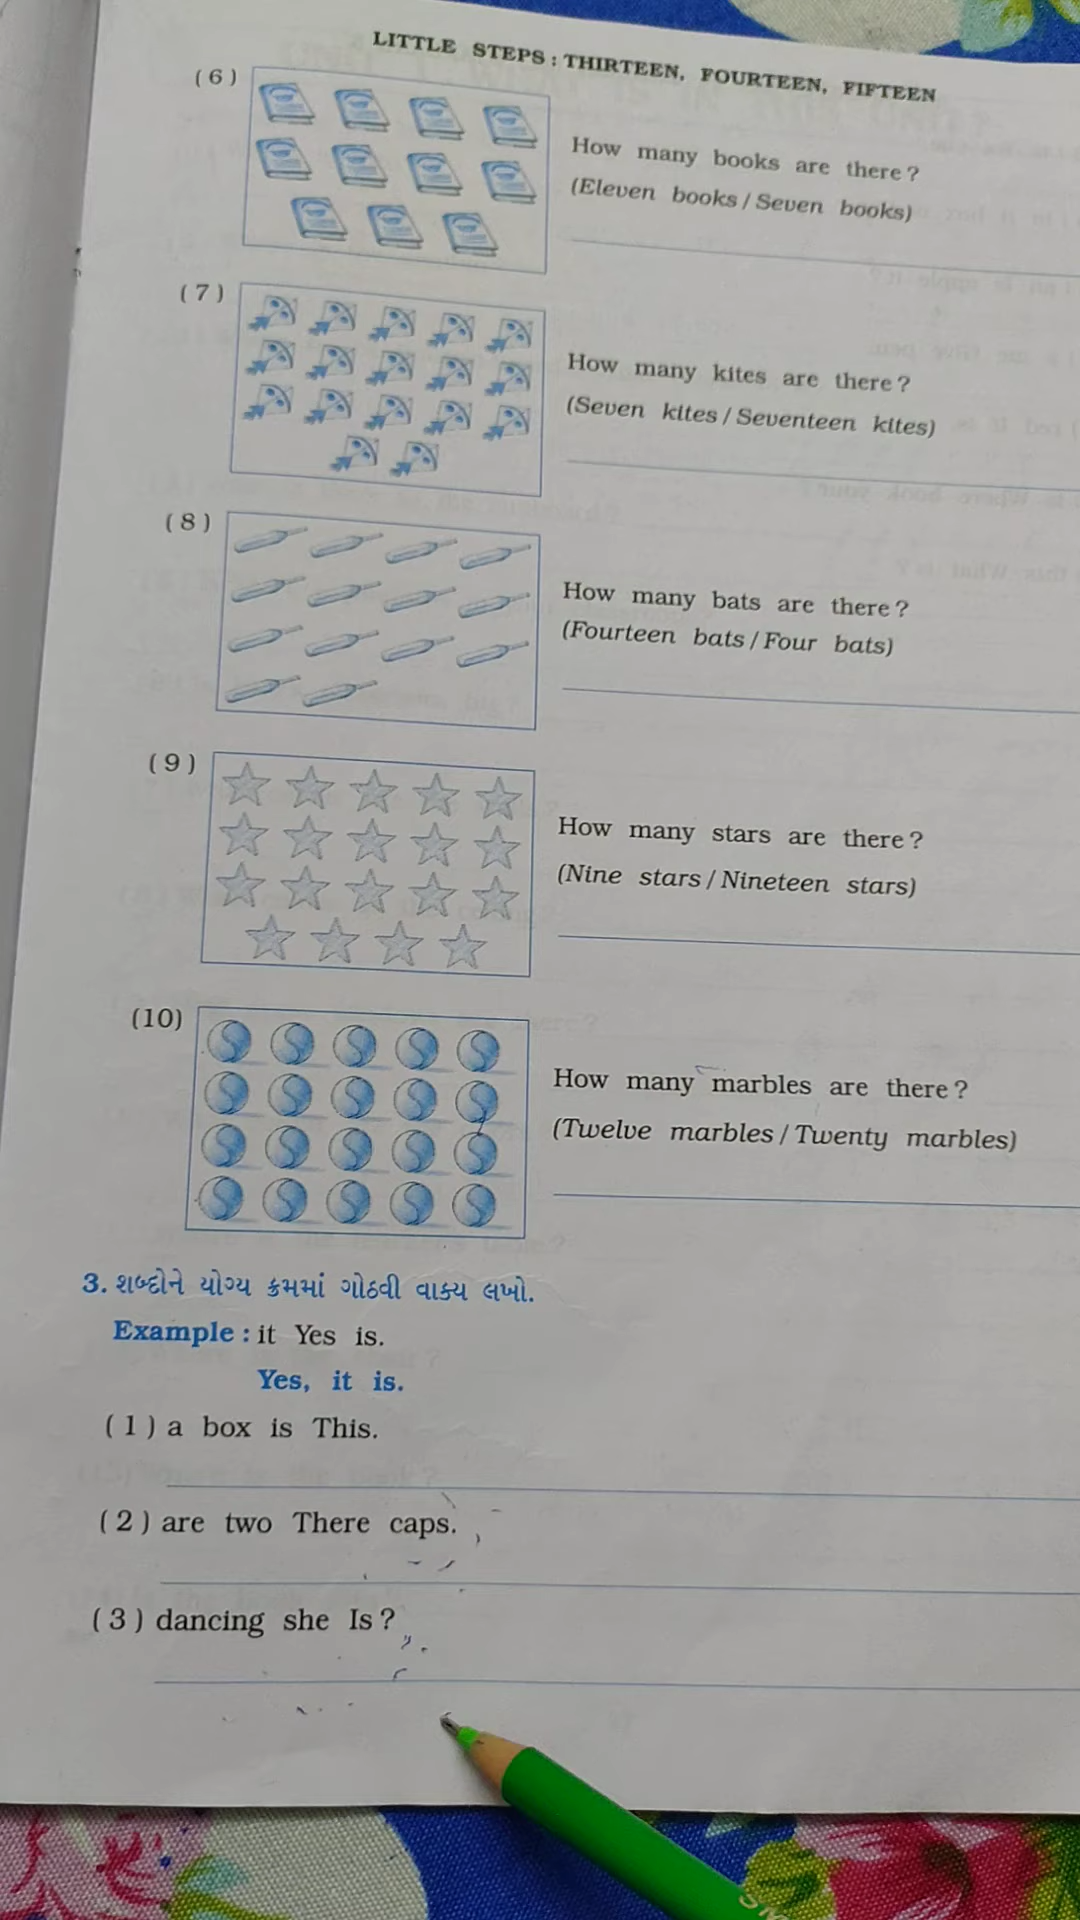 LITTLE STEPS : THIRTEEN, FOURTEEN, FIFTEEN
(6)
How many books are there?
(Eleven books / Seven books)
(7)
How many kites are there?
(Seven kites / Seventeen kites)
(8)
How many bats are there?
(Fourteen bats / Four bats)
(9)
How many stars are there?
(Nine stars / Nineteen stars)
(10)
How many marbles are there?
(Twelve marbles / Twenty marbles)
3. શબ્દોને યોગ્ય ક્રમમાં ગોઠવી વાક્ય લખો.
Example : it Yes is.
Yes, it is.
(1) a box is This.
(2) are two There caps.
(3) dancing she Is?